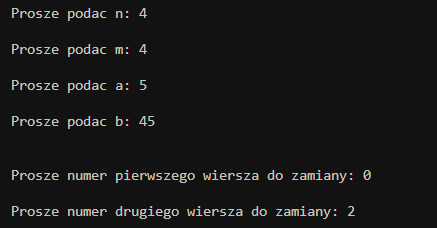 Prosze podac n: 4
Prosze podac m: 4
Prosze podac a: 5
Prosze podac b: 45
Prosze numer pierwszego wiersza do zamiany: 0
Prosze numer drugiego wiersza do zamiany: 2